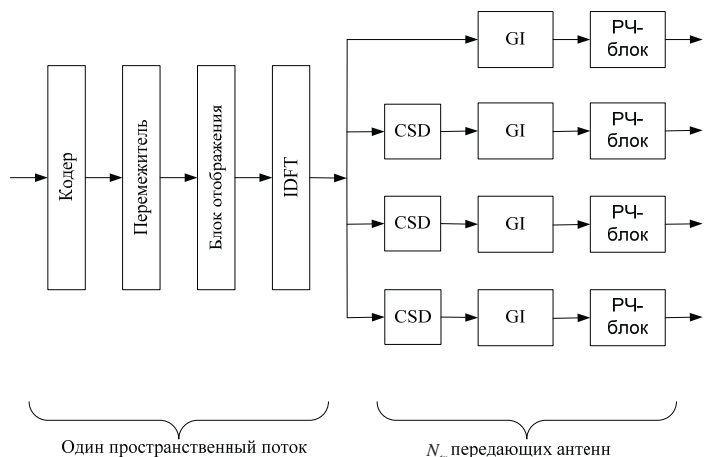 Кодер
Перемежитель
Блок отображения
IDFT
GI
РЧ-
блок
CSD
GI
РЧ-
блок
CSD
GI
РЧ-
блок
CSD
GI
РЧ-
блок
Один пространственный поток
N передающих антенн